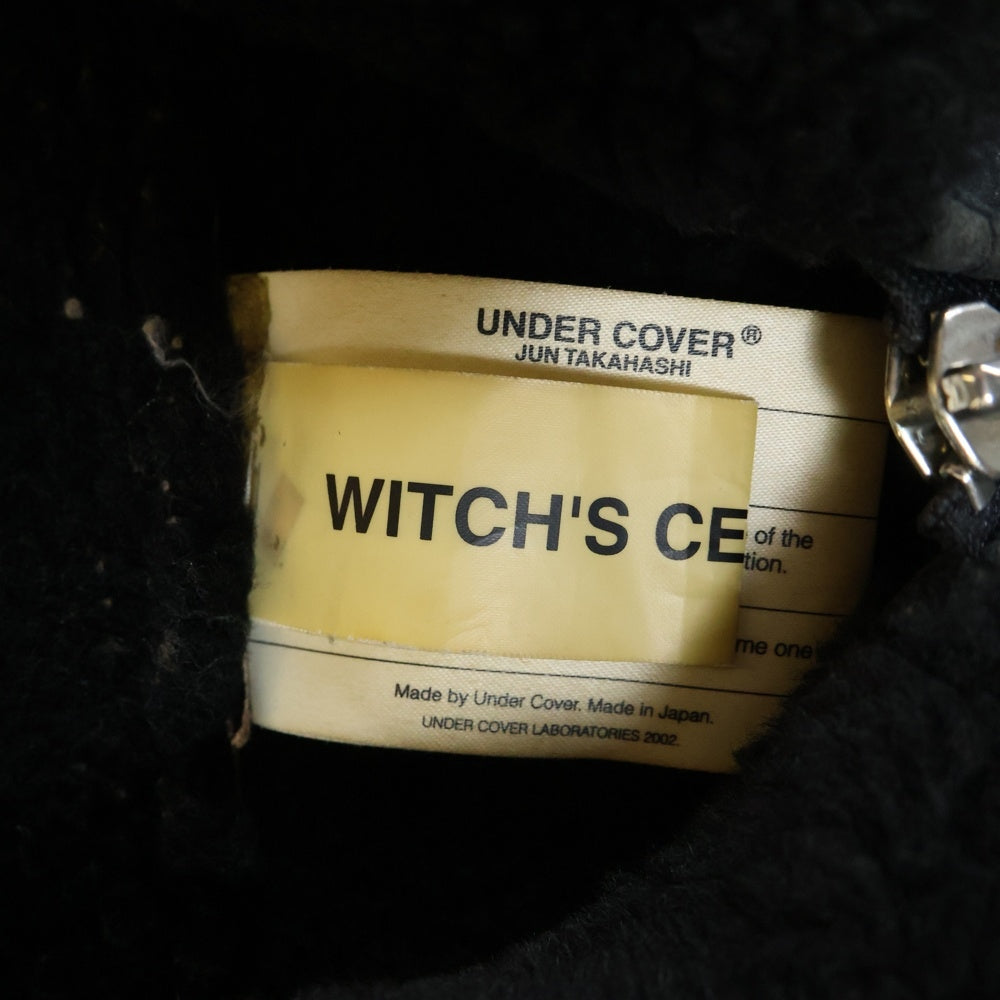 UNDER COVER®
JUN TAKAHASHI
WITCH'S CE
of the
tion.
me one
Made by Under Cover. Made in Japan.
UNDER COVER LABORATORIES 2002.